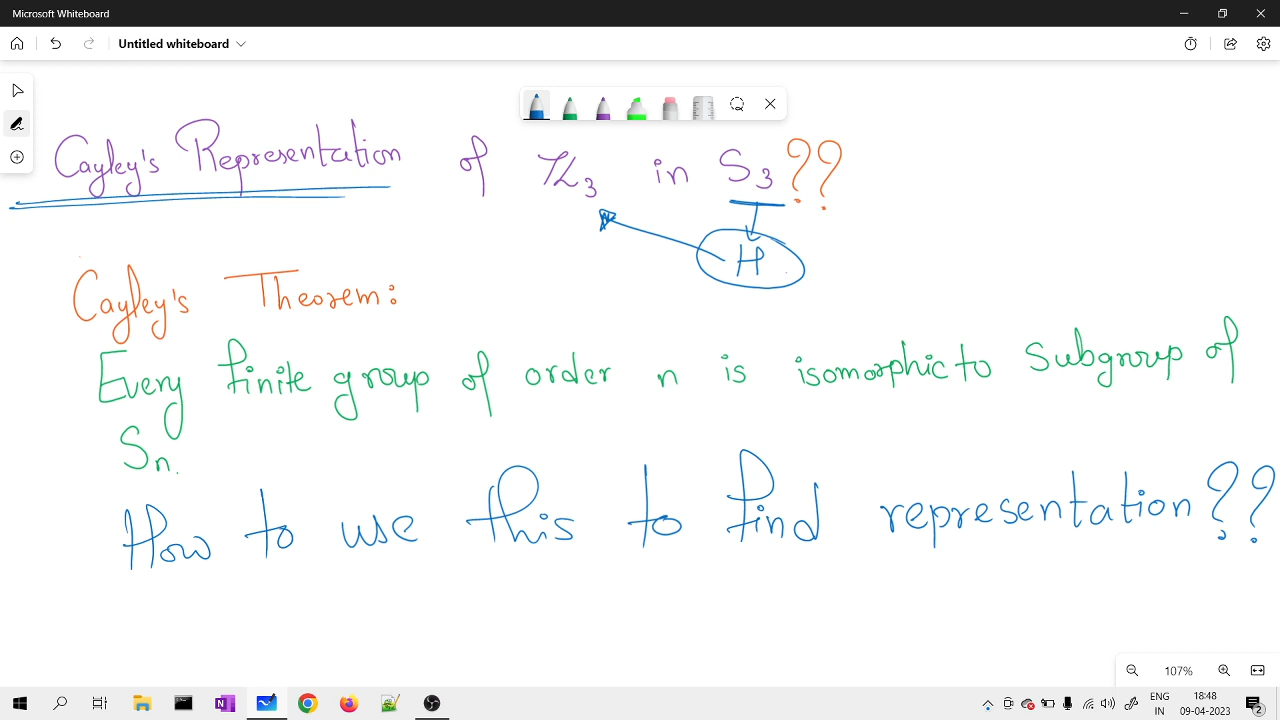 Microsoft Whiteboard
Untitled whiteboard
Cayley's Representation of ℤ3 in S3??
H
Cayley's Theorem:
Every finite group of order n is isomorphic to subgroup of
Sn.
How to use this to find representation??
107%
ENG
IN
18:48
09-04-2023
2